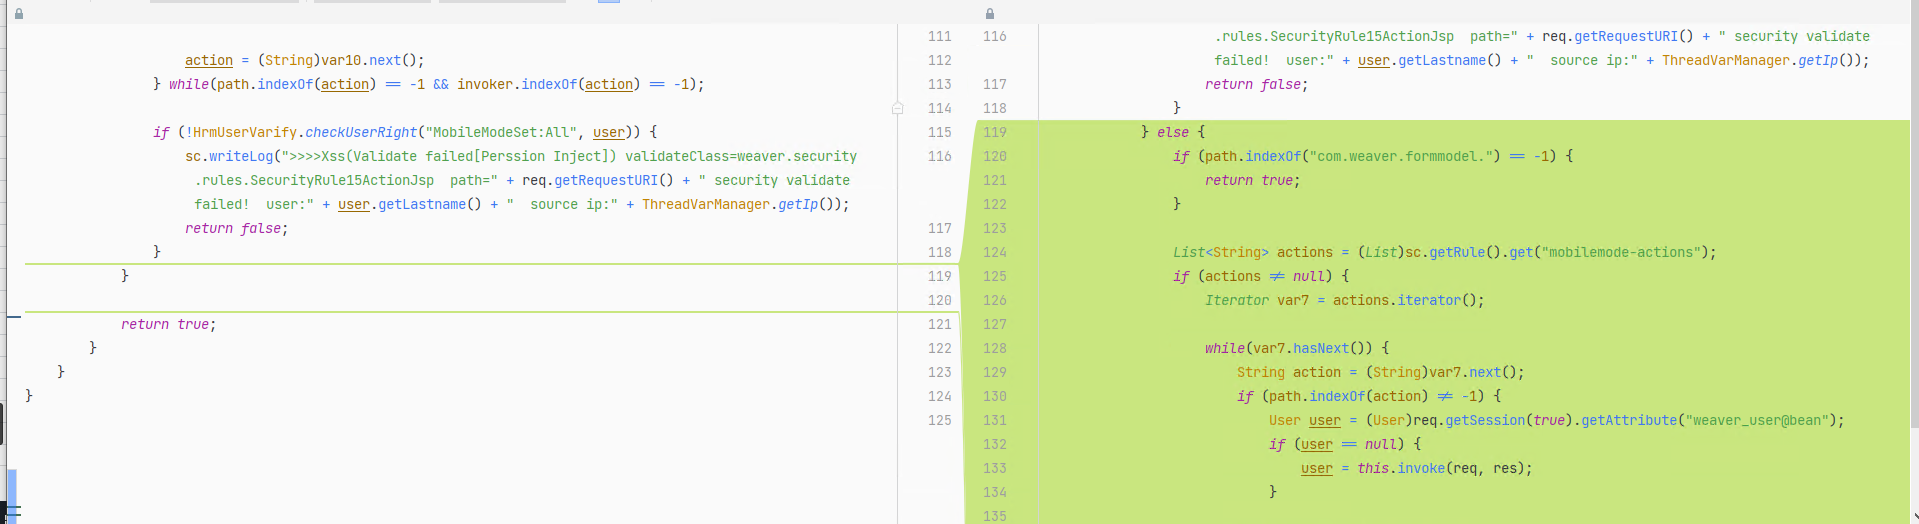 action = (String)var10.next();
} while(path.indexOf(action) == -1 && invoker.indexOf(action) == -1);
if (!HrmUserVarify.checkUserRight("MobileModeSet:All", user)) {
sc.writeLog(">>>>Xss(Validate failed[Perssion Inject]) validateClass=weaver.security
.rules.SecurityRule15ActionJsp  path=" + req.getRequestURI() + " security validate
failed!  user:" + user.getLastname() + "  source ip:" + ThreadVarManager.getIp());
return false;
}
}
return true;
}
}
}
111
112
113
114
115
116
117
118
119
120
121
122
123
124
125
116 .rules.SecurityRule15ActionJsp  path=" + req.getRequestURI() + " security validate
failed!  user:" + user.getLastname() + "  source ip:" + ThreadVarManager.getIp());
117 return false;
118 }
119 } else {
120 if (path.indexOf("com.weaver.formmodel.") == -1) {
121 return true;
122 }
123
124 List<String> actions = (List)sc.getRule().get("mobilemode-actions");
125 if (actions != null) {
126 Iterator var7 = actions.iterator();
127
128 while(var7.hasNext()) {
129 String action = (String)var7.next();
130 if (path.indexOf(action) != -1) {
131 User user = (User)req.getSession(true).getAttribute("weaver_user@bean");
132 if (user == null) {
133 user = this.invoke(req, res);
134 }
135